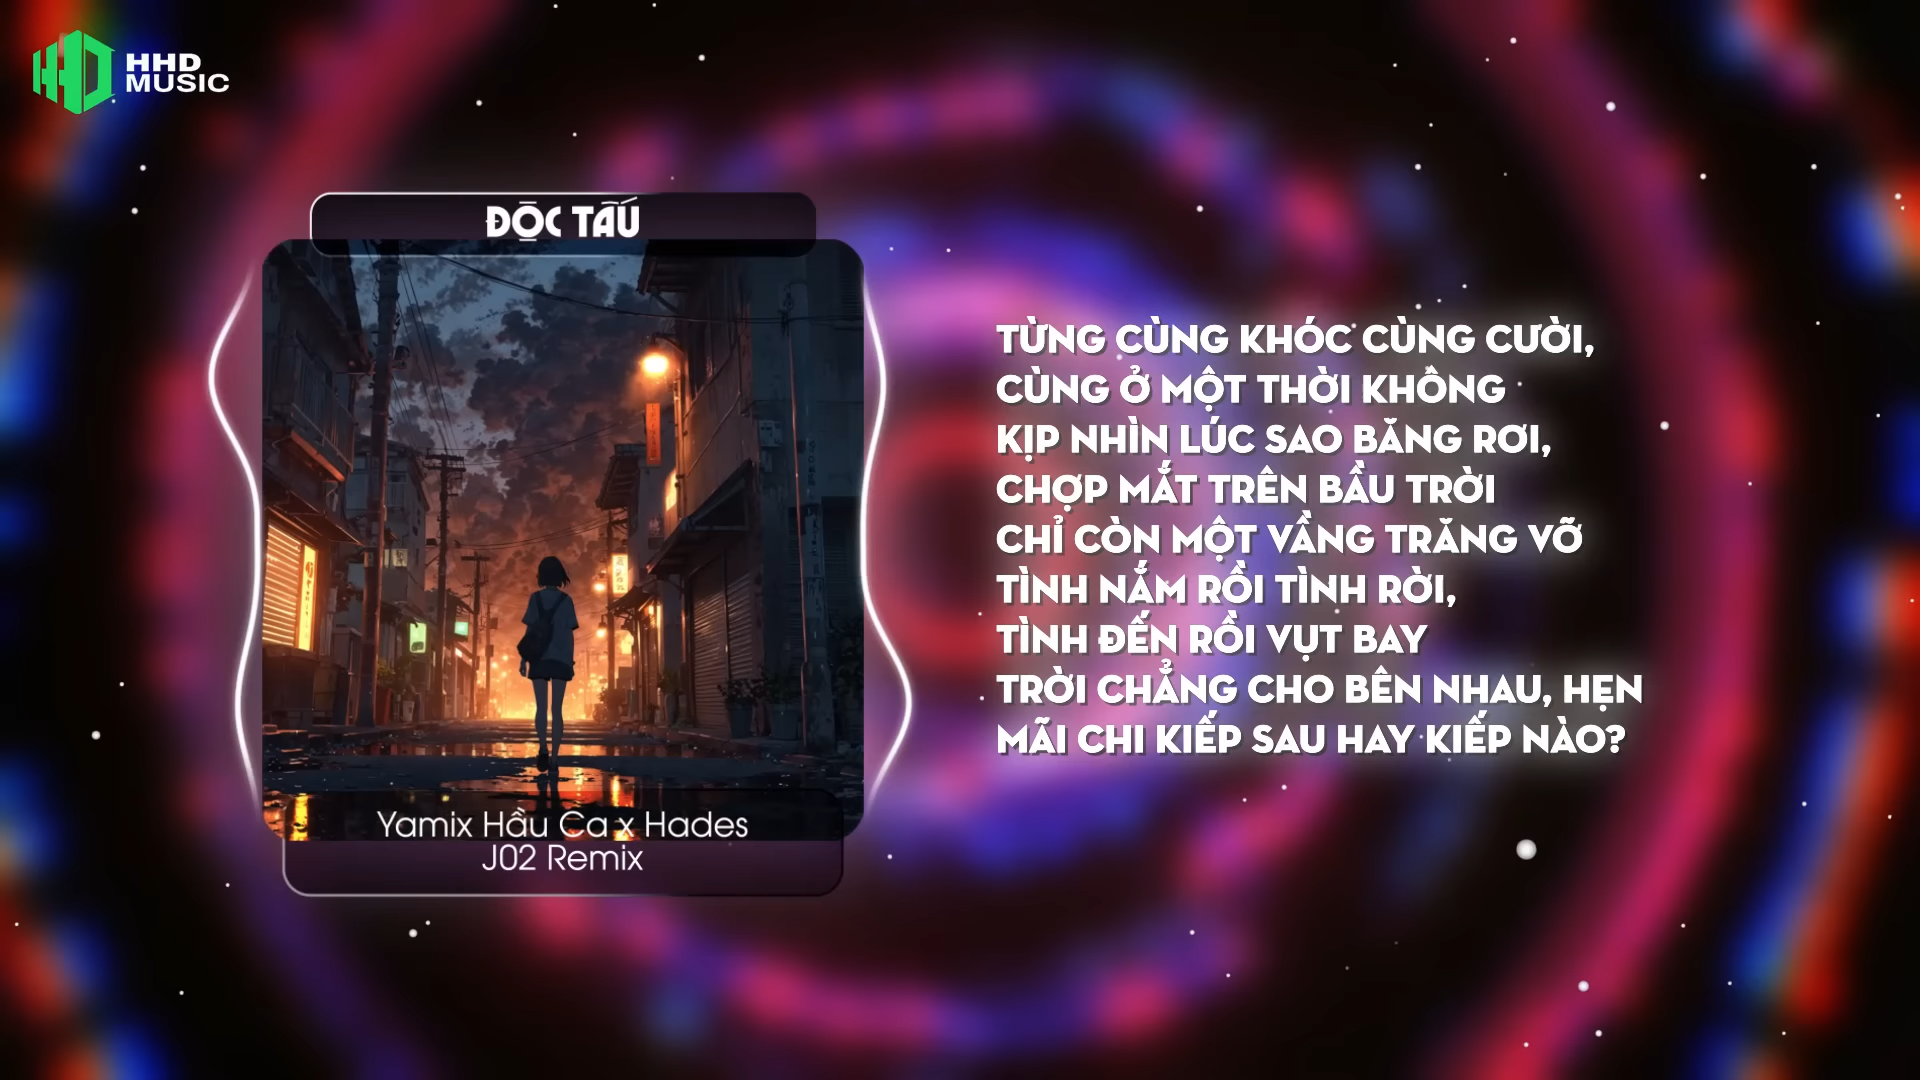 HHD
MUSIC
ĐỘC TẤU
Yamix Hầu Ca x Hades
J02 Remix
TỪNG CÙNG KHÓC CÙNG CƯỜI,
CÙNG Ở MỘT THỜI KHÔNG
KỊP NHÌN LÚC SAO BĂNG RƠI,
CHỢP MẮT TRÊN BẦU TRỜI
CHỈ CÒN MỘT VẦNG TRĂNG VỠ
TÌNH NẮM RỒI TÌNH RỜI,
TÌNH ĐẾN RỒI VỤT BAY
TRỜI CHẲNG CHO BÊN NHAU, HẸN
MÃI CHI KIẾP SAU HAY KIẾP NÀO?